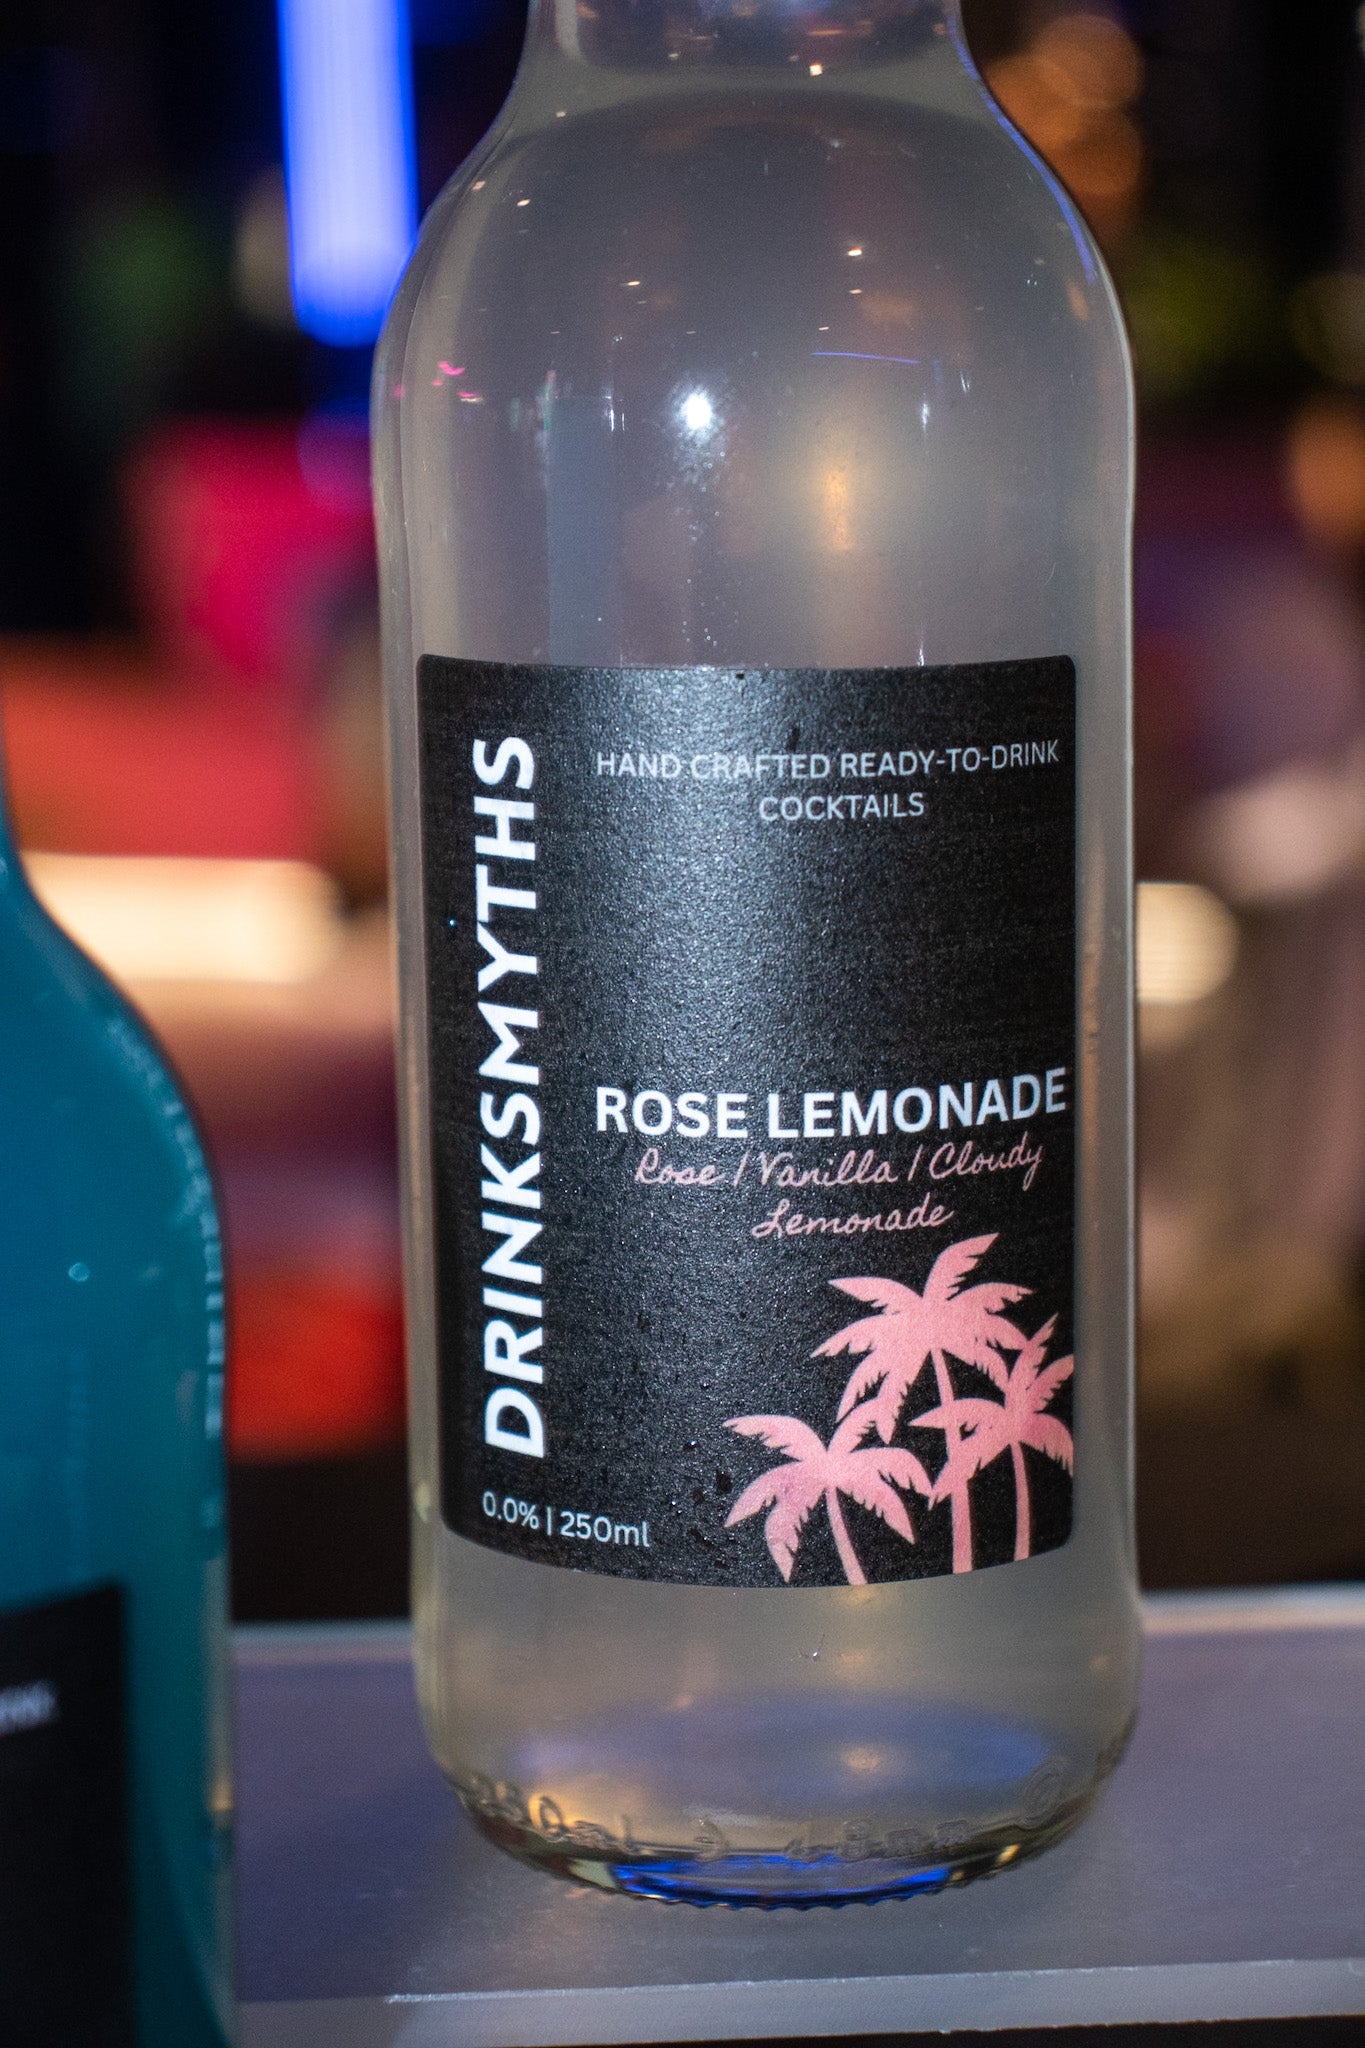 DRINKSMYTHS
HAND CRAFTED READY-TO-DRINK
COCKTAILS
ROSE LEMONADE
Rose / Vanilla / Cloudy
Lemonade
0.0% | 250ml